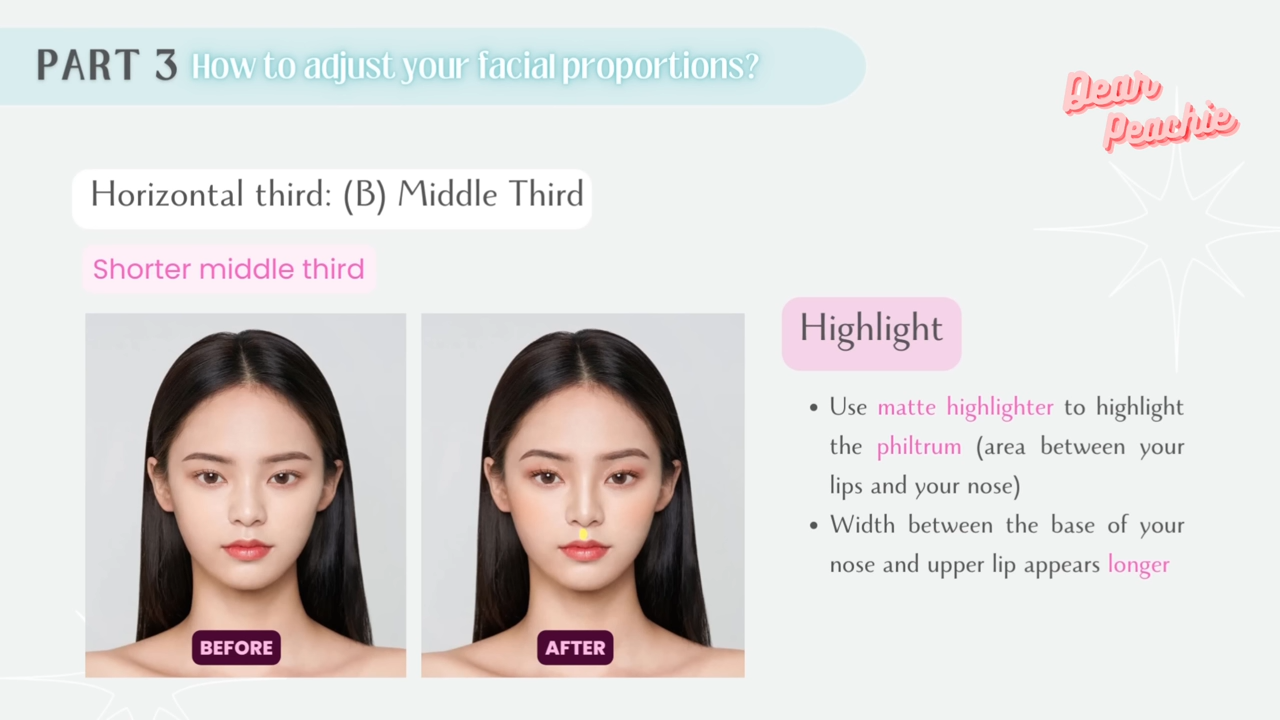 PART 3 How to adjust your facial proportions?
Dear
Peachie
Horizontal third: (B) Middle Third
Shorter middle third
BEFORE
AFTER
Highlight
• Use matte highlighter to highlight
the philtrum (area between your
lips and your nose)
• Width between the base of your
nose and upper lip appears longer